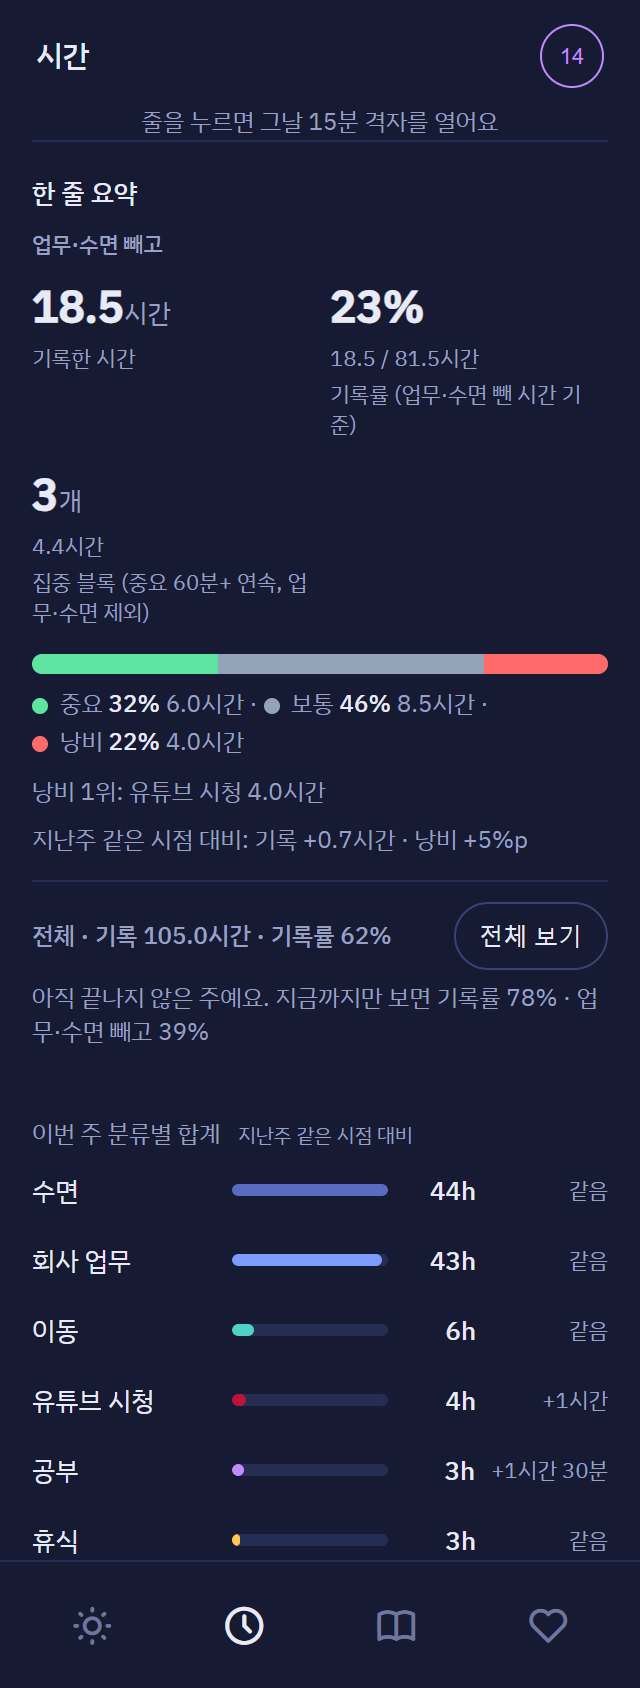 시간
14
줄을 누르면 그날 15분 격자를 열어요
한 줄 요약
업무·수면 빼고
18.5시간
기록한 시간
23%
18.5 / 81.5시간
기록률 (업무·수면 뺀 시간 기
준)
3개
4.4시간
집중 블록 (중요 60분+ 연속, 업
무·수면 제외)
중요 32% 6.0시간 · 보통 46% 8.5시간 ·
낭비 22% 4.0시간
낭비 1위: 유튜브 시청 4.0시간
지난주 같은 시점 대비: 기록 +0.7시간 · 낭비 +5%p
전체 · 기록 105.0시간 · 기록률 62%
전체 보기
아직 끝나지 않은 주예요. 지금까지만 보면 기록률 78% · 업
무·수면 빼고 39%
이번 주 분류별 합계 지난주 같은 시점 대비
수면 44h 같음
회사 업무 43h 같음
이동 6h 같음
유튜브 시청 4h +1시간
공부 3h +1시간 30분
휴식 3h 같음